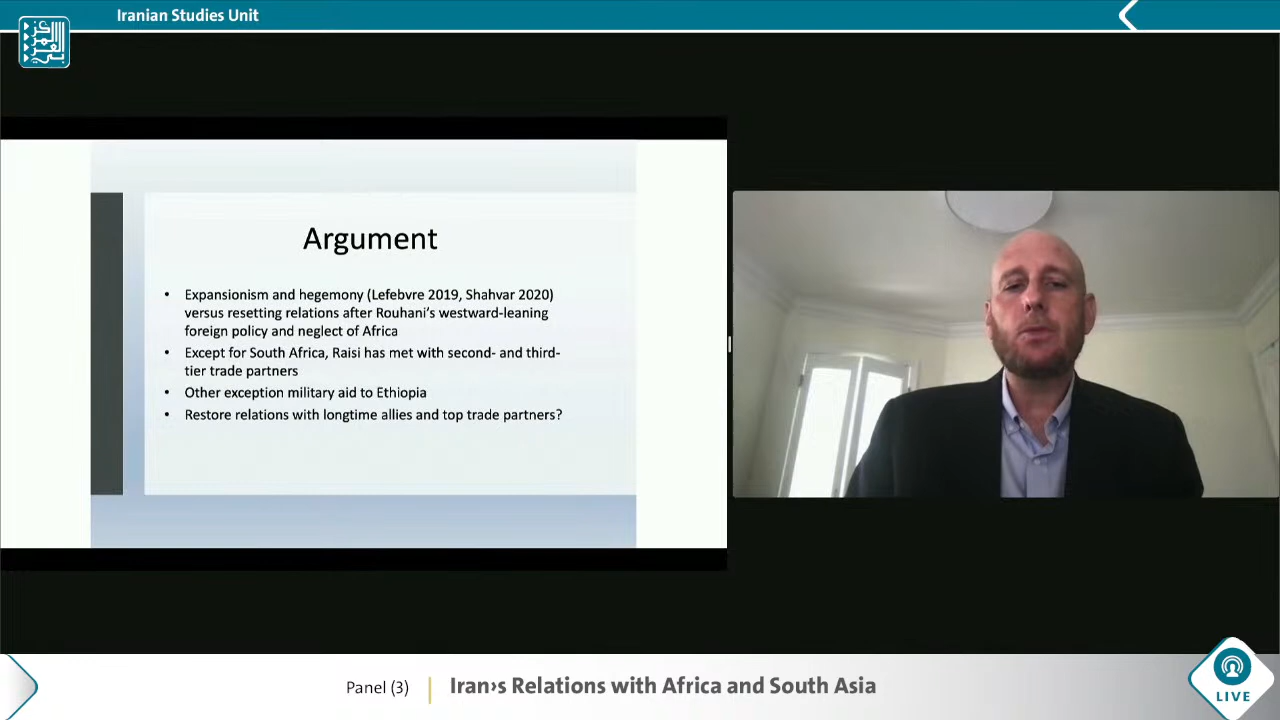 Iranian Studies Unit
Argument
• Expansionism and hegemony (Lefebvre 2019, Shahvar 2020)
versus resetting relations after Rouhani's westward-leaning
foreign policy and neglect of Africa
• Except for South Africa, Raisi has met with second- and third-
tier trade partners
• Other exception military aid to Ethiopia
• Restore relations with longtime allies and top trade partners?
Panel (3)
Iran›s Relations with Africa and South Asia
LIVE